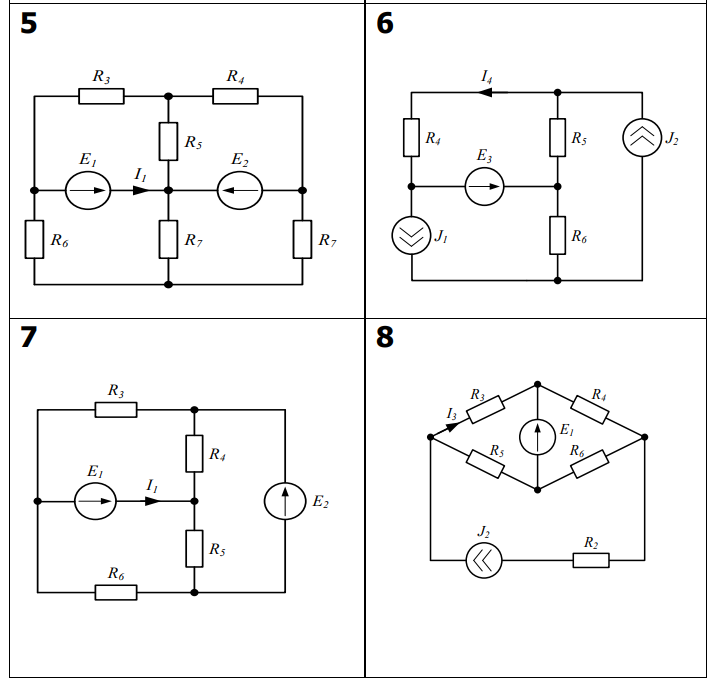 5
R3 R4
R5
E1 I1 E2
R6 R7 R7
6
I4
R4 R5 J2
E3
J1 R6
7
R3
R4
E1 I1 E2
R5
R6
8
R3 R4
I3 E1
R5 R6
J2 R2